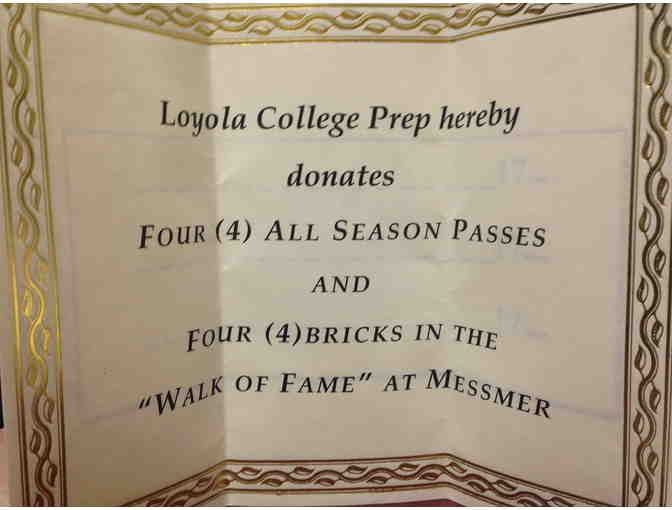 Loyola College Prep hereby
donates
FOUR (4) ALL SEASON PASSES
AND
FOUR (4)BRICKS IN THE
"WALK OF FAME" AT MESSMER